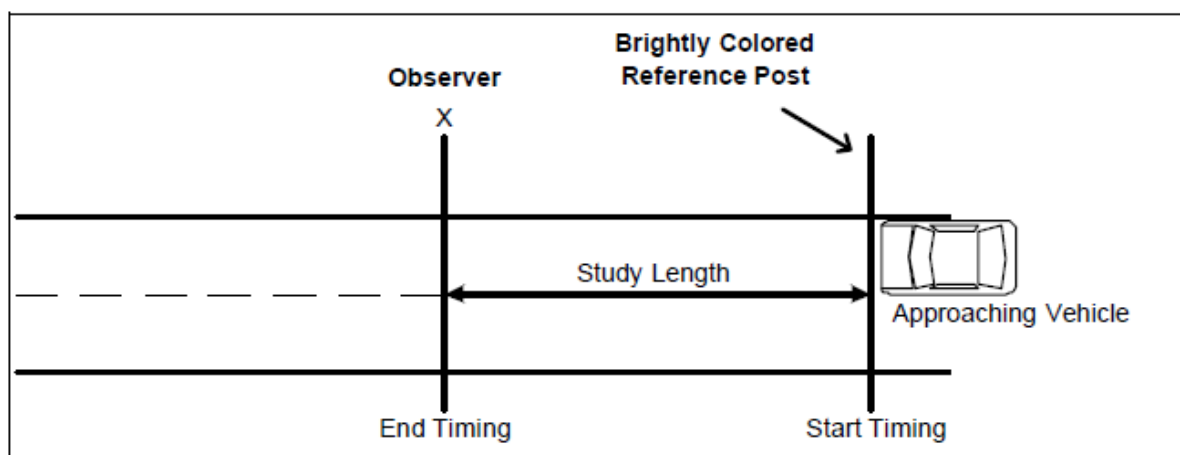 Brightly Colored
Reference Post
Observer
X
Study Length
Approaching Vehicle
End Timing
Start Timing